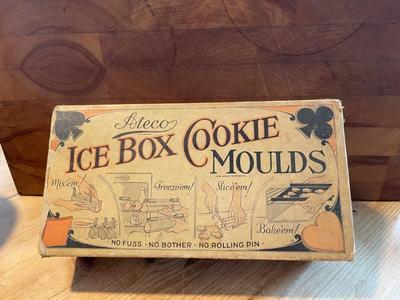 Ateco
ICE BOX COOKIE
MOULDS
Mix'em!
Freeze'em!
Slice'em!
Bake'em!
· NO FUSS · NO BOTHER · NO ROLLING PIN ·